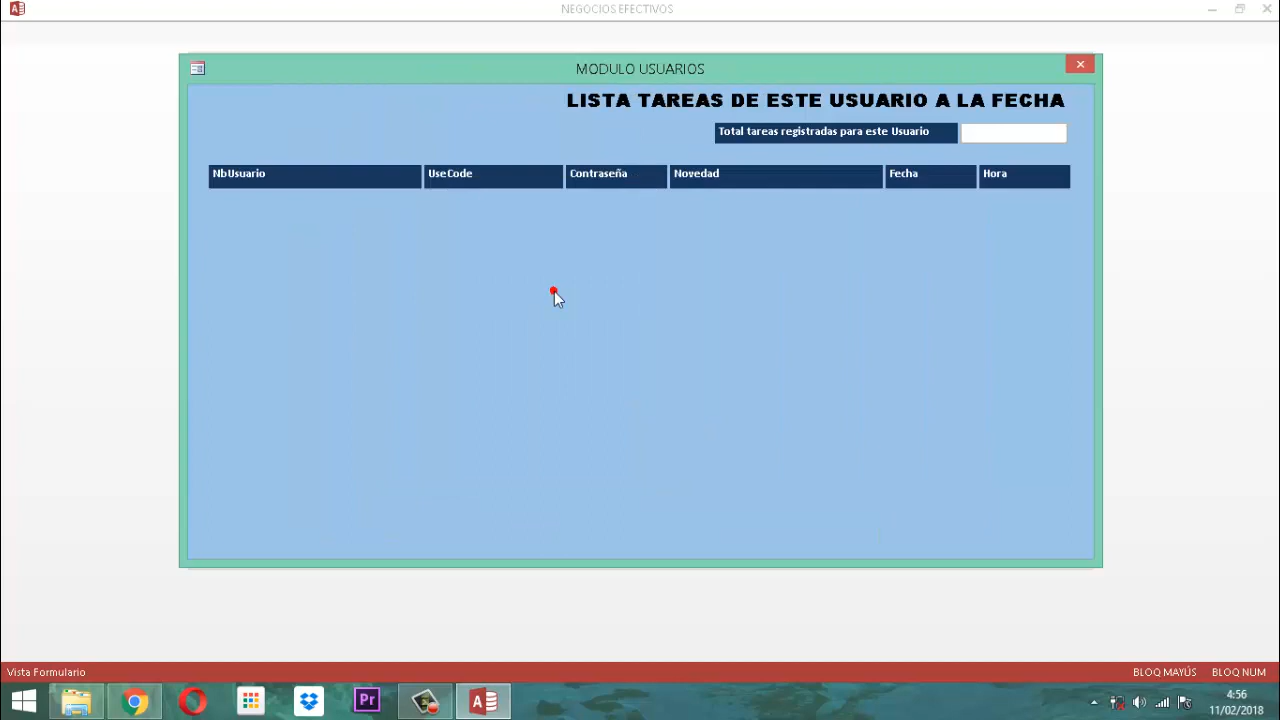 NEGOCIOS EFECTIVOS
MODULO USUARIOS
LISTA TAREAS DE ESTE USUARIO A LA FECHA
Total tareas registradas para este Usuario
NbUsuario UseCode Contraseña Novedad Fecha Hora
Vista Formulario BLOQ MAYÚS BLOQ NUM
Pr
4:56
11/02/2018